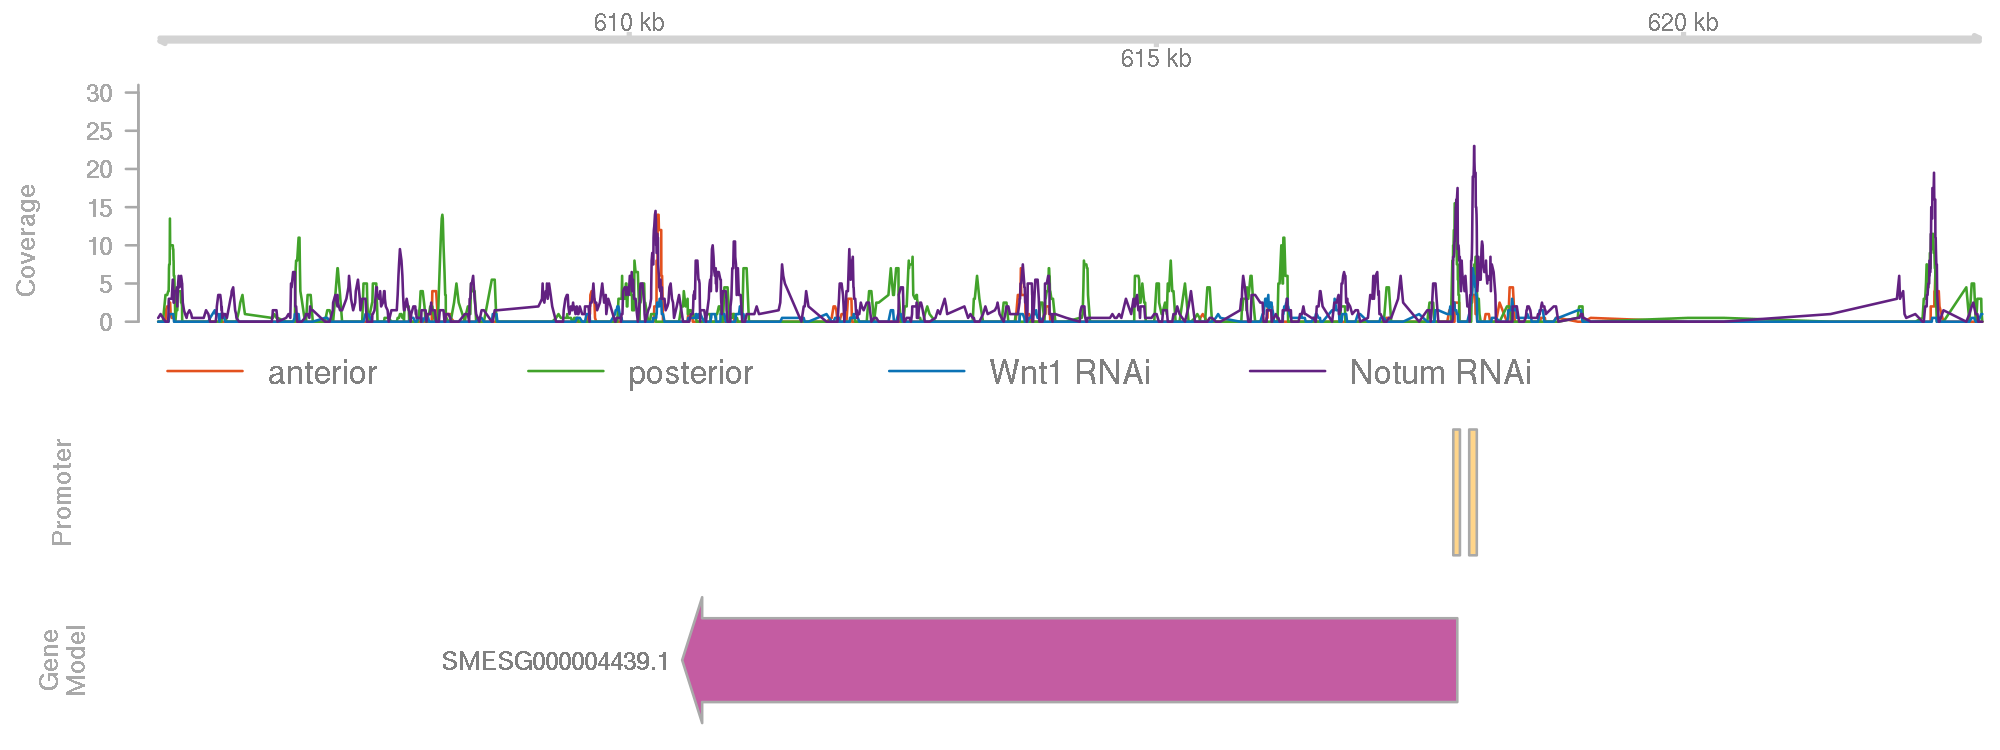 610 kb
620 kb
615 kb
Coverage
30
25
20
15
10
5
0
anterior
posterior
Wnt1 RNAi
Notum RNAi
Promoter
Gene
Model
SMESG000004439.1